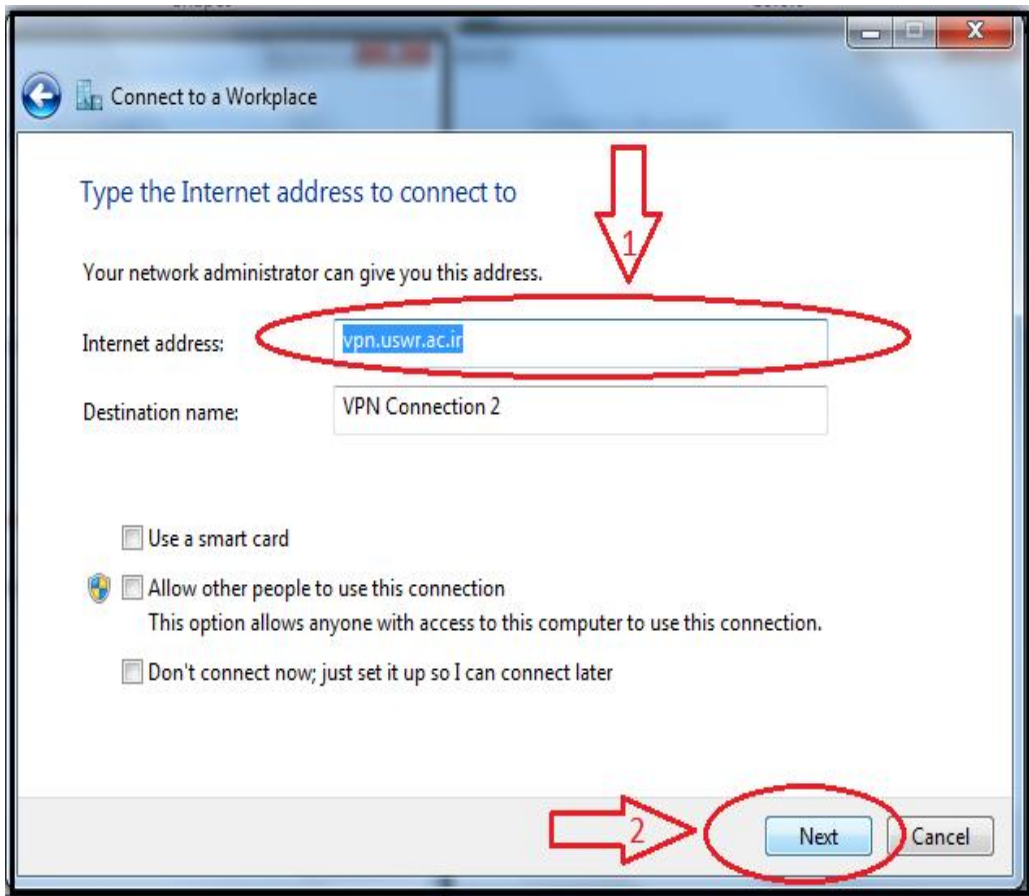 Connect to a Workplace
Type the Internet address to connect to
1
Your network administrator can give you this address.
Internet address: vpn.uswr.ac.ir
Destination name: VPN Connection 2
Use a smart card
Allow other people to use this connection
This option allows anyone with access to this computer to use this connection.
Don't connect now; just set it up so I can connect later
2 Next Cancel